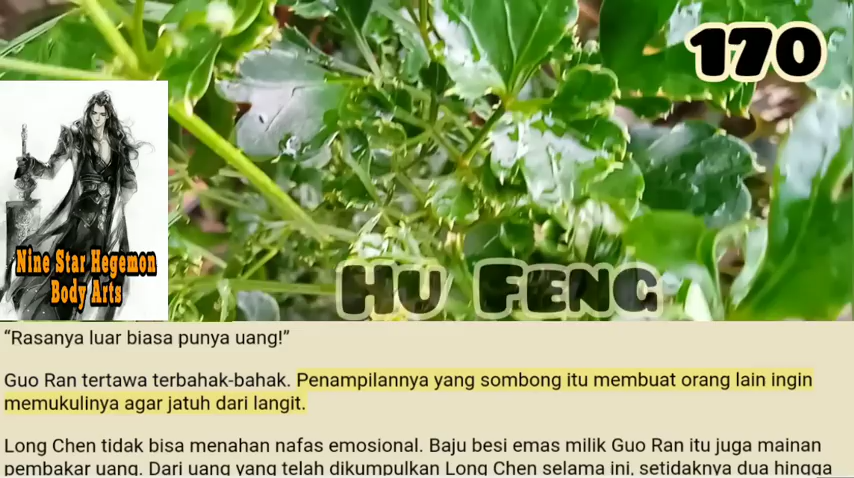 170
Nine Star Hegemon
Body Arts
HU FENG
“Rasanya luar biasa punya uang!”
Guo Ran tertawa terbahak-bahak. Penampilannya yang sombong itu membuat orang lain ingin
memukulinya agar jatuh dari langit.
Long Chen tidak bisa menahan nafas emosional. Baju besi emas milik Guo Ran itu juga mainan
pembakar uang. Dari uang yang telah dikumpulkan Long Chen selama ini, setidaknya dua hingga